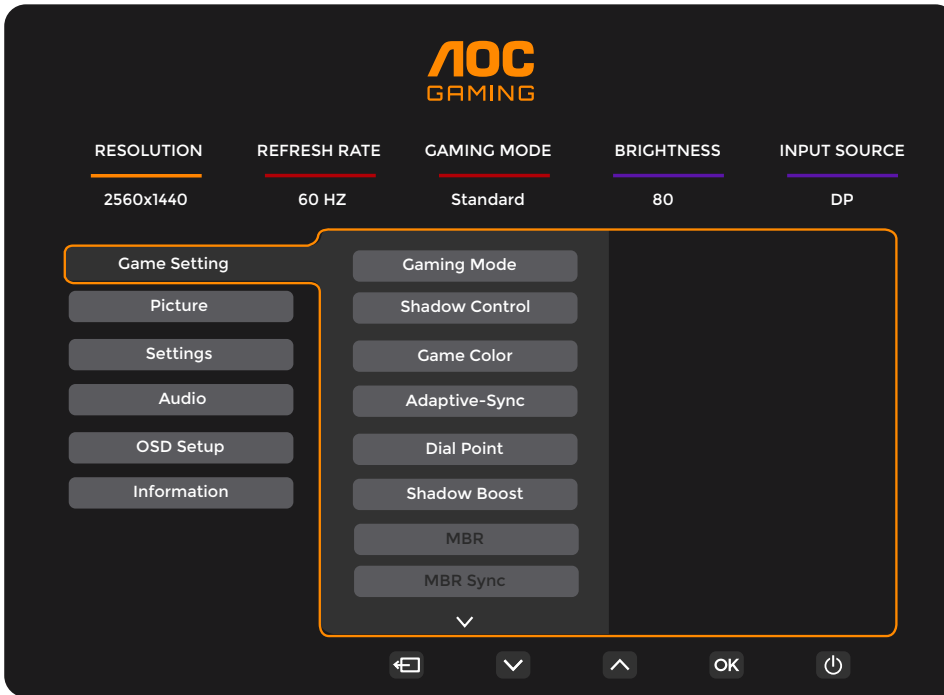 AOC
GAMING
RESOLUTION REFRESH RATE GAMING MODE BRIGHTNESS INPUT SOURCE
2560x1440 60 HZ Standard 80 DP
Game Setting
Picture
Settings
Audio
OSD Setup
Information
Gaming Mode
Shadow Control
Game Color
Adaptive-Sync
Dial Point
Shadow Boost
MBR
MBR Sync
OK